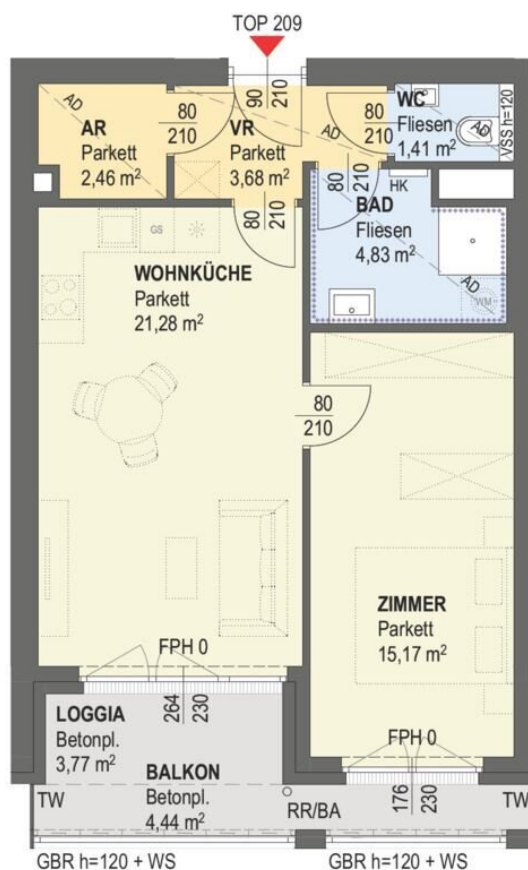 TOP 209
90
210
AD
AR
Parkett
2,46 m²
80
210
VR
Parkett
3,68 m²
AD
80
210
WC
Fliesen
1,41 m²
AD
VSS h=120
80
210
80
210
HK
BAD
Fliesen
4,83 m²
AD
WM
GS
WOHNKÜCHE
Parkett
21,28 m²
80
210
ZIMMER
Parkett
15,17 m²
FPH 0
264
230
FPH 0
176
230
LOGGIA
Betonpl.
3,77 m²
BALKON
Betonpl.
4,44 m²
TW
RR/BA
TW
GBR h=120 + WS
GBR h=120 + WS